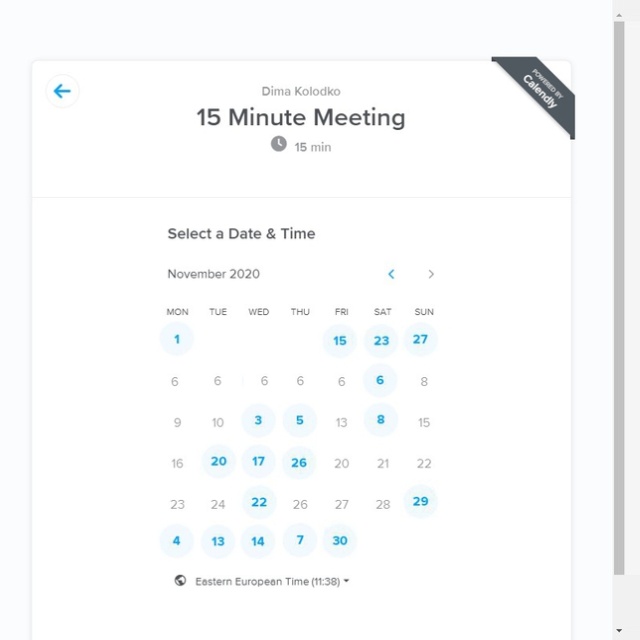 POWERED BY
Calendly
Dima Kolodko
15 Minute Meeting
15 min
Select a Date & Time
November 2020
MON TUE WED THU FRI SAT SUN
1 15 23 27
6 6 6 6 6 6 8
9 10 3 5 13 8 15
16 20 17 26 20 21 22
23 24 22 26 27 28 29
4 13 14 7 30
Eastern European Time (11:38)